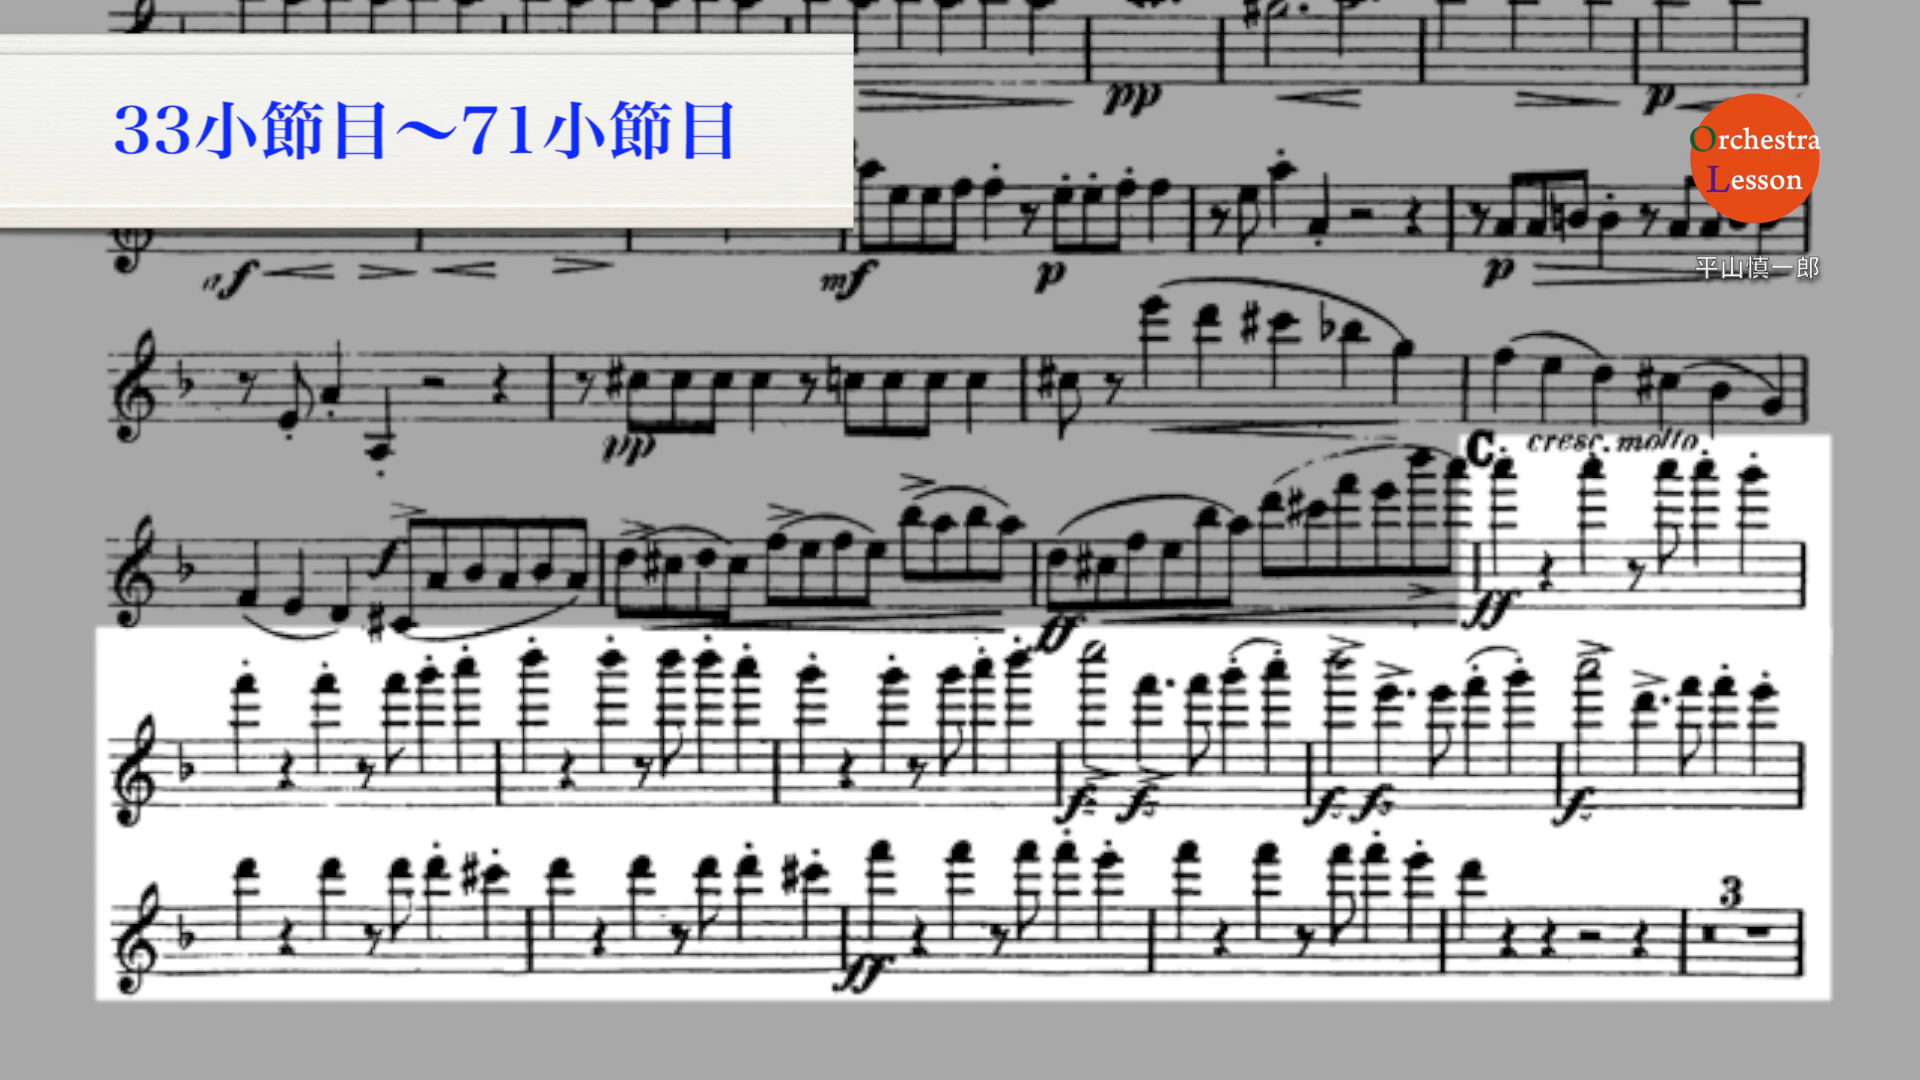 33小節目〜71小節目
pp
p
Orchestra
Lesson
平山慎一郎
mf
p
p
pp
C.
cresc. molto
f
ff
ff
3
ff